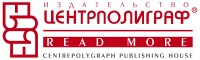 ИЗДАТЕЛЬСТВО
ЦЕНТРПОЛИГРАФ®
READ MORE
CENTREPOLYGRAPH PUBLISHING HOUSE